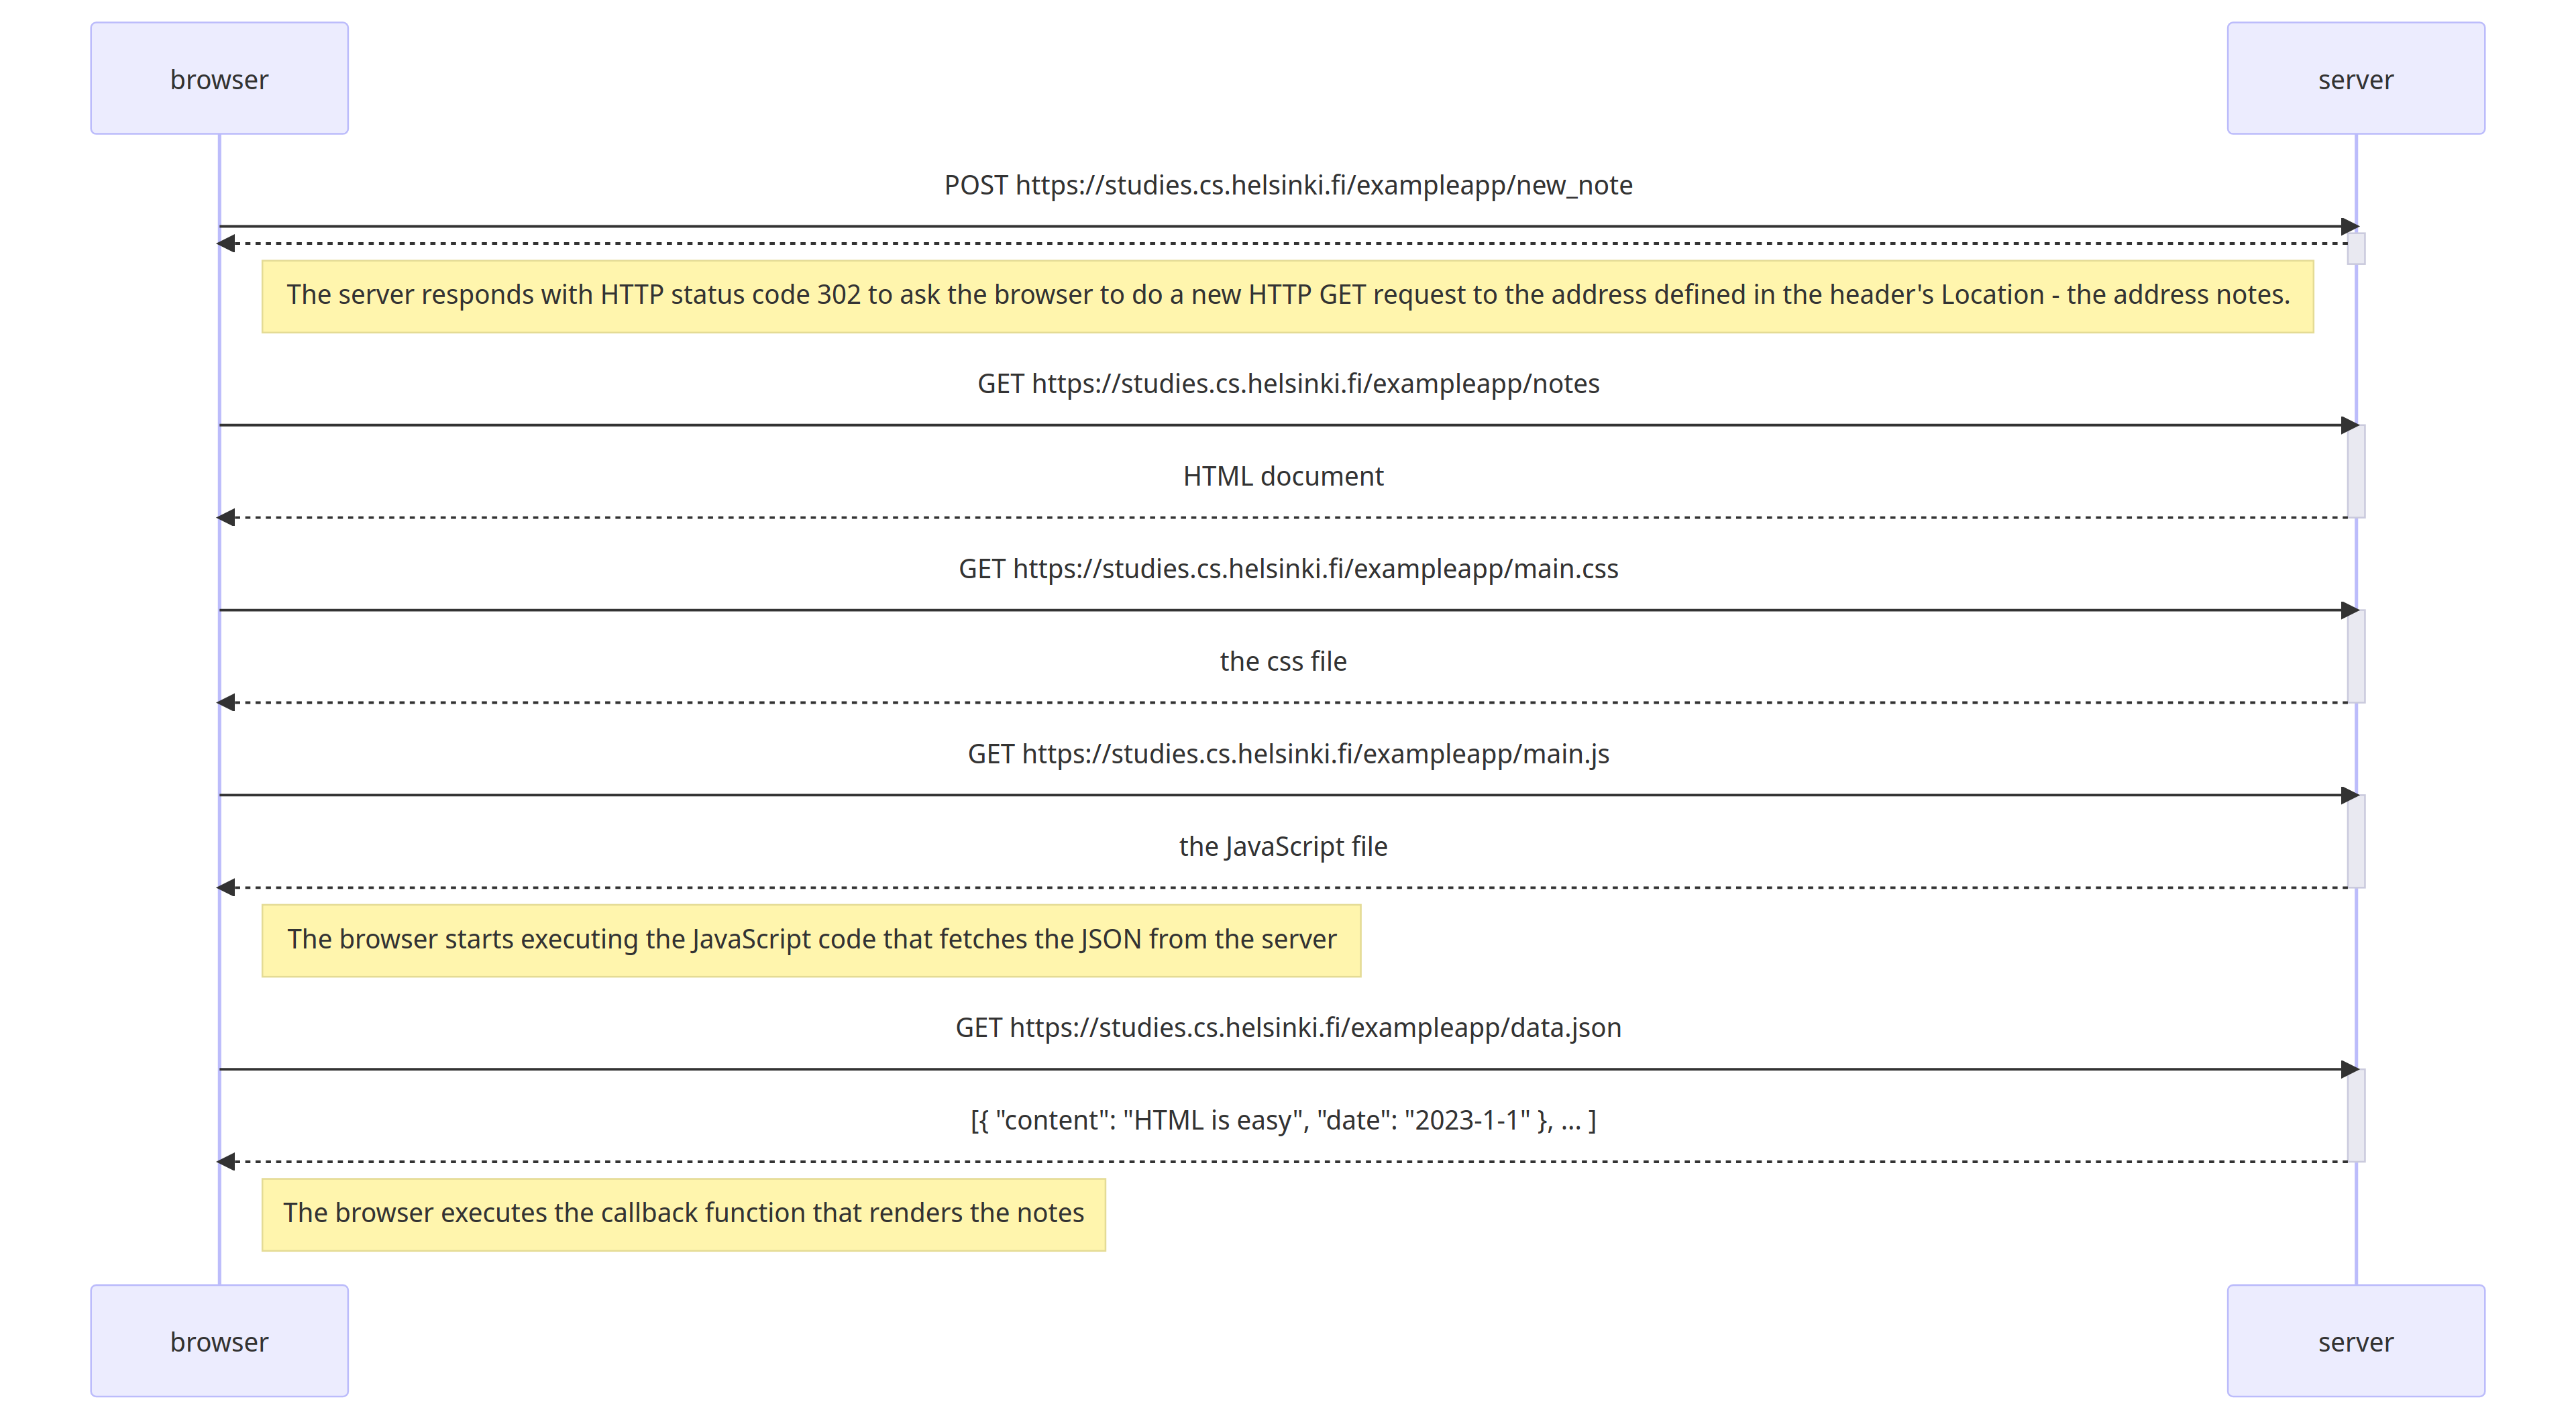 browser
server
POST https://studies.cs.helsinki.fi/exampleapp/new_note
The server responds with HTTP status code 302 to ask the browser to do a new HTTP GET request to the address defined in the header's Location - the address notes.
GET https://studies.cs.helsinki.fi/exampleapp/notes
HTML document
GET https://studies.cs.helsinki.fi/exampleapp/main.css
the css file
GET https://studies.cs.helsinki.fi/exampleapp/main.js
the JavaScript file
The browser starts executing the JavaScript code that fetches the JSON from the server
GET https://studies.cs.helsinki.fi/exampleapp/data.json
[{ "content": "HTML is easy", "date": "2023-1-1" }, ... ]
The browser executes the callback function that renders the notes
browser
server